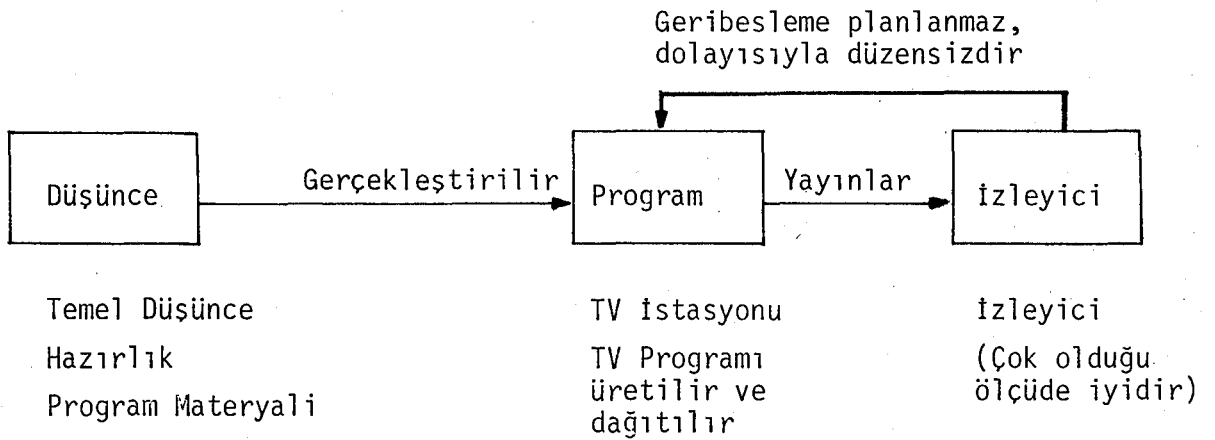 Geribesleme planlanmaz,
dolayısıyla düzensizdir
Düşünce
Gerçekleştirilir
Program
Yayınlar
İzleyici
Temel Düşünce
Hazırlık
Program Materyali
TV İstasyonu
TV Programı
üretilir ve
dağıtılır
İzleyici
(Çok olduğu
ölçüde iyidir)